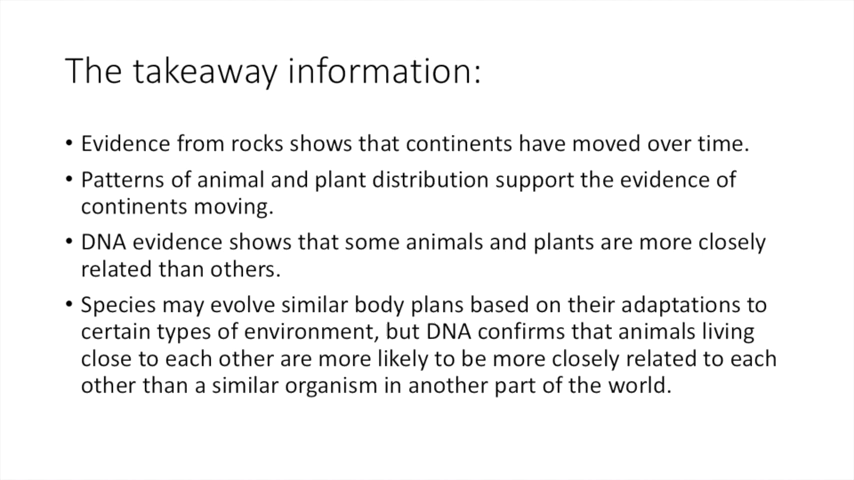 The takeaway information:
• Evidence from rocks shows that continents have moved over time.
• Patterns of animal and plant distribution support the evidence of
continents moving.
• DNA evidence shows that some animals and plants are more closely
related than others.
• Species may evolve similar body plans based on their adaptations to
certain types of environment, but DNA confirms that animals living
close to each other are more likely to be more closely related to each
other than a similar organism in another part of the world.